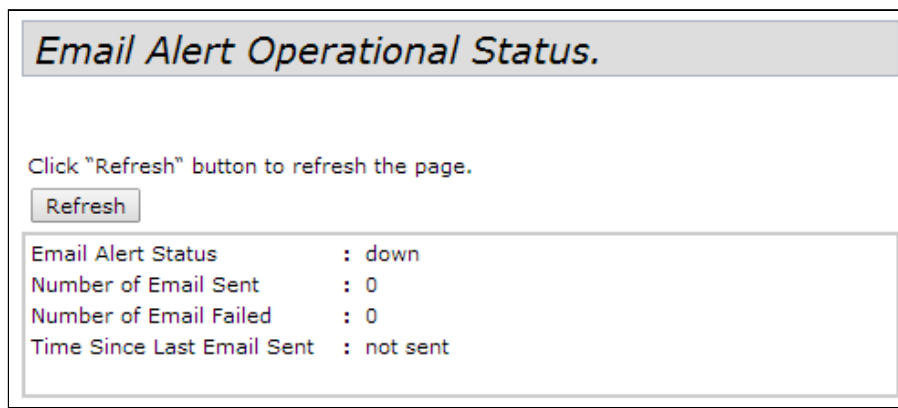 Email Alert Operational Status.
Click "Refresh" button to refresh the page.
Refresh
Email Alert Status : down
Number of Email Sent : 0
Number of Email Failed : 0
Time Since Last Email Sent : not sent